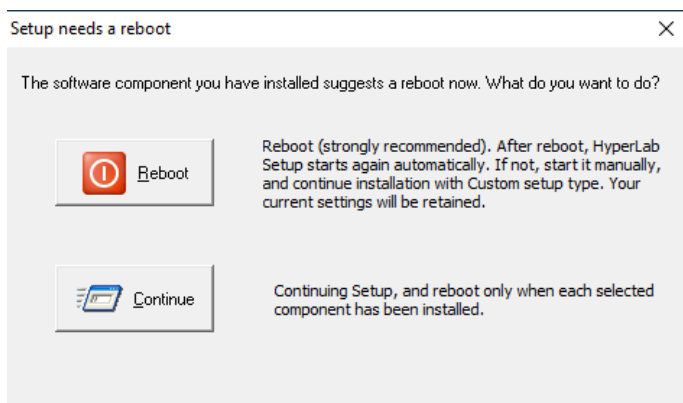 Setup needs a reboot
The software component you have installed suggests a reboot now. What do you want to do?
Reboot
Reboot (strongly recommended). After reboot, HyperLab
Setup starts again automatically. If not, start it manually,
and continue installation with Custom setup type. Your
current settings will be retained.
Continue
Continuing Setup, and reboot only when each selected
component has been installed.